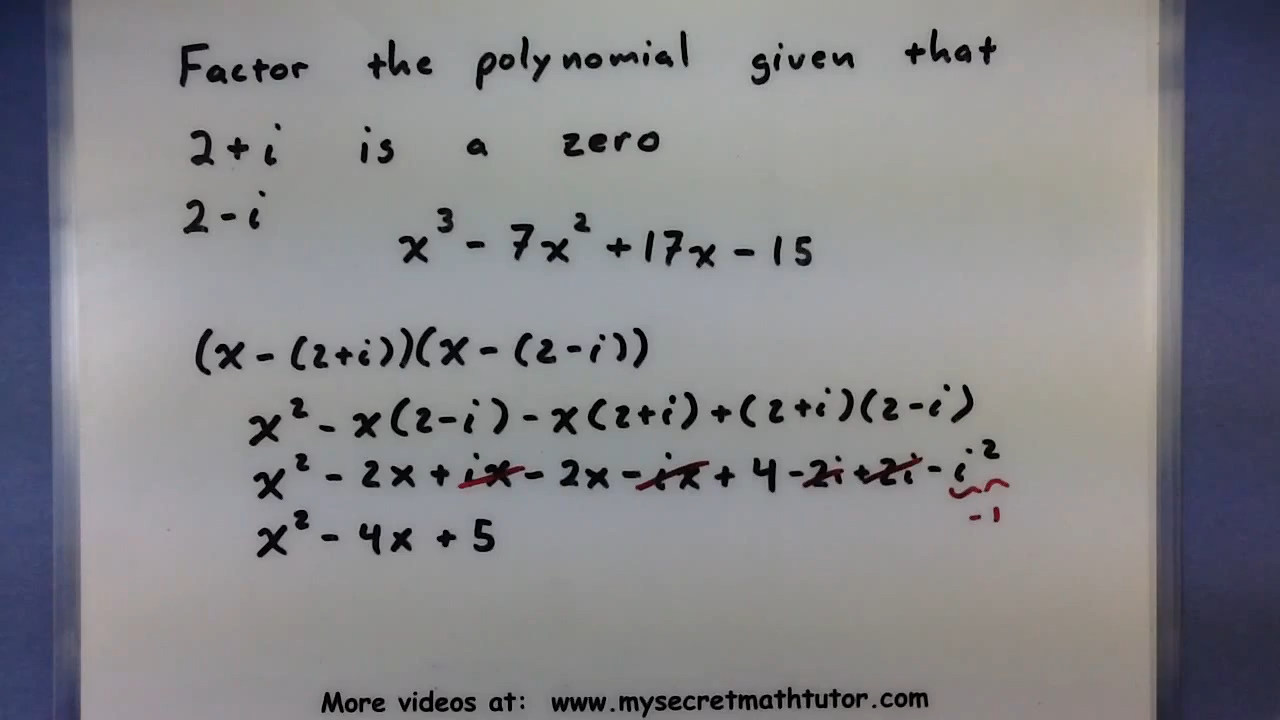 Factor the polynomial given that
2+i is a zero
2-i
x³ - 7x² + 17x - 15
(x - (2+i))(x - (2-i))
x² - x(2-i) - x(2+i) + (2+i)(2-i)
x² - 2x + ix - 2x - ix + 4 - 2i + 2i - i²
-1
x² - 4x + 5
More videos at: www.mysecretmathtutor.com